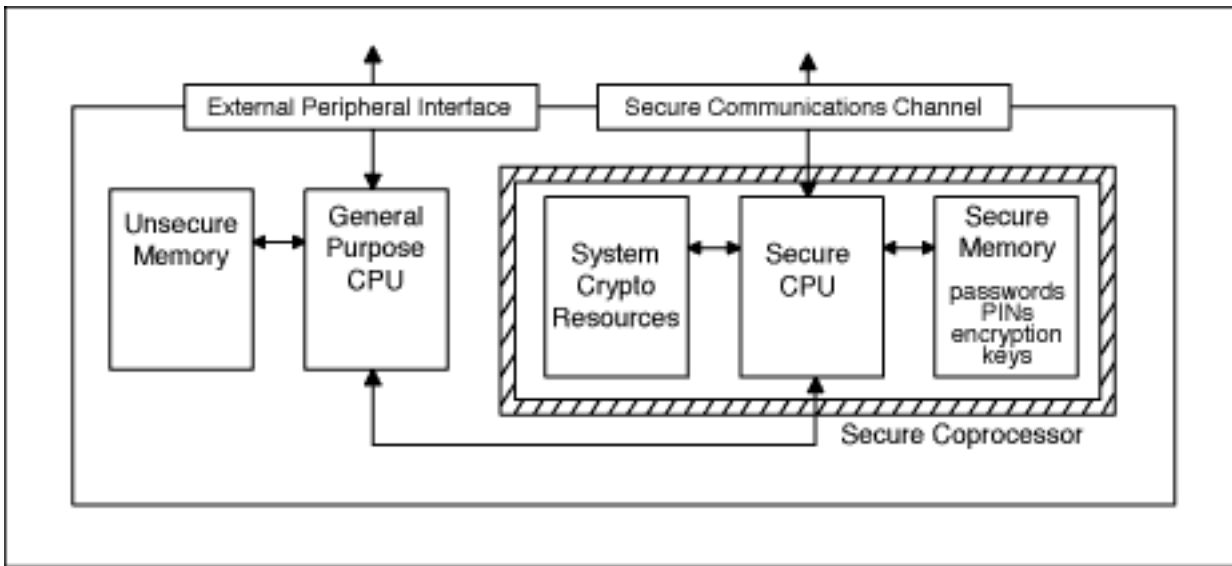 External Peripheral Interface
Secure Communications Channel
Unsecure
Memory
General
Purpose
CPU
System
Crypto
Resources
Secure
CPU
Secure
Memory
passwords
PINs
encryption
keys
Secure Coprocessor